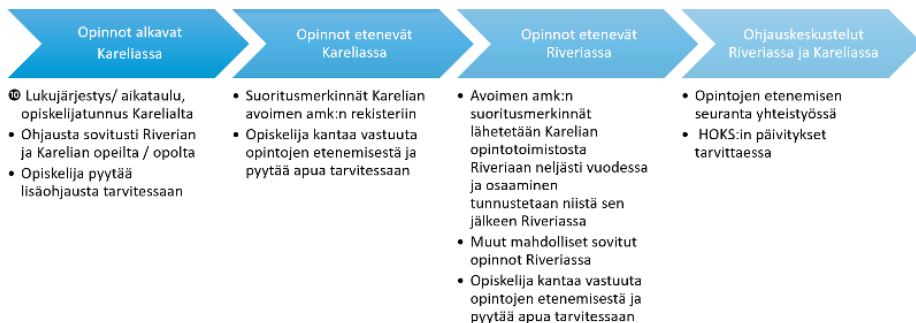 Opinnot alkavat
Kareliassa
❿ Lukujärjestys/ aikataulu,
opiskelijatunnus Karelialta
• Ohjausta sovitusti Riverian
ja Karelian opeilta / opolta
• Opiskelija pyytää
lisäohjausta tarvitessaan
Opinnot etenevät
Kareliassa
• Suoritusmerkinnät Karelian
avoimen amk:n rekisteriin
• Opiskelija kantaa vastuuta
opintojen etenemisestä ja
pyytää apua tarvitessaan
Opinnot etenevät
Riveriassa
• Avoimen amk:n
suoritusmerkinnät
lähetetään Karelian
opintotoimistosta
Riveriaan neljästi vuodessa
ja osaaminen
tunnustetaan niistä sen
jälkeen Riveriassa
• Muut mahdolliset sovitut
opinnot Riveriassa
• Opiskelija kantaa vastuuta
opintojen etenemisestä ja
pyytää apua tarvitessaan
Ohjauskeskustelut
Riveriassa ja Kareliassa
• Opintojen etenemisen
seuranta yhteistyössä
• HOKS:in päivitykset
tarvittaessa